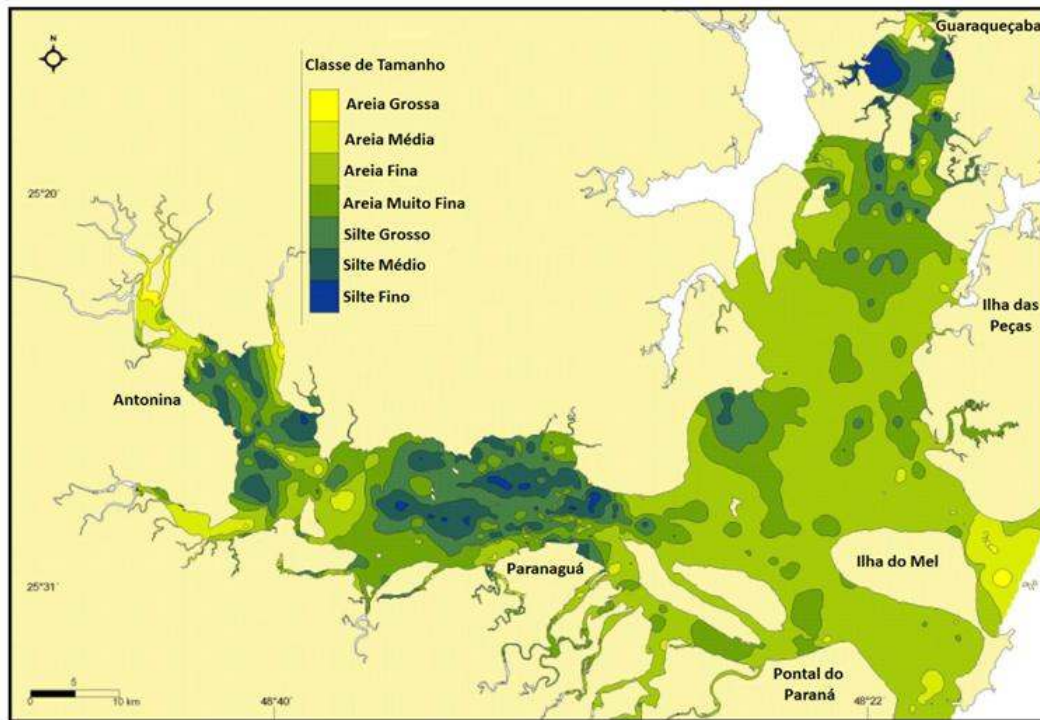 Guaraqueçaba
N
Classe de Tamanho
Areia Grossa
Areia Média
Areia Fina
Areia Muito Fina
Silte Grosso
Silte Médio
Silte Fino
25°20´
Ilha das
Peças
Antonina
Paranaguá
Ilha do Mel
25°31´
Pontal do
Paraná
5
10 km
48°40´
48°22´